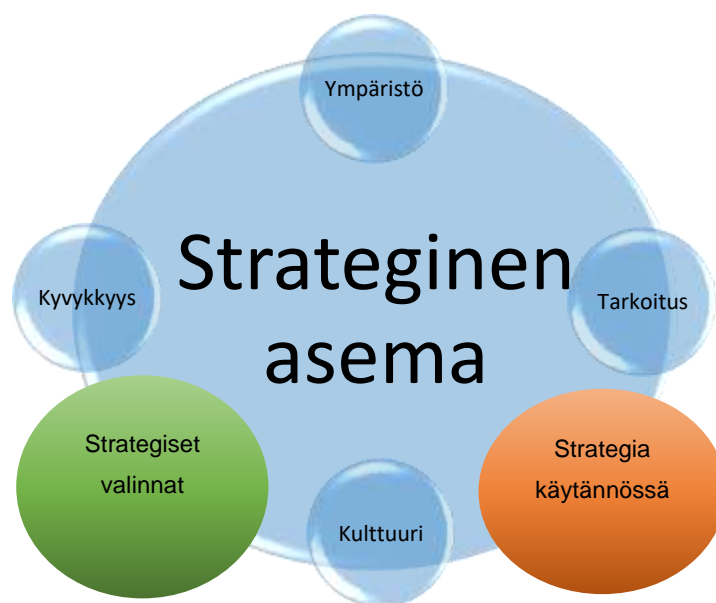 Ympäristö
Strateginen
asema
Kyvykkyys
Tarkoitus
Strategiset
valinnat
Strategia
käytännössä
Kulttuuri